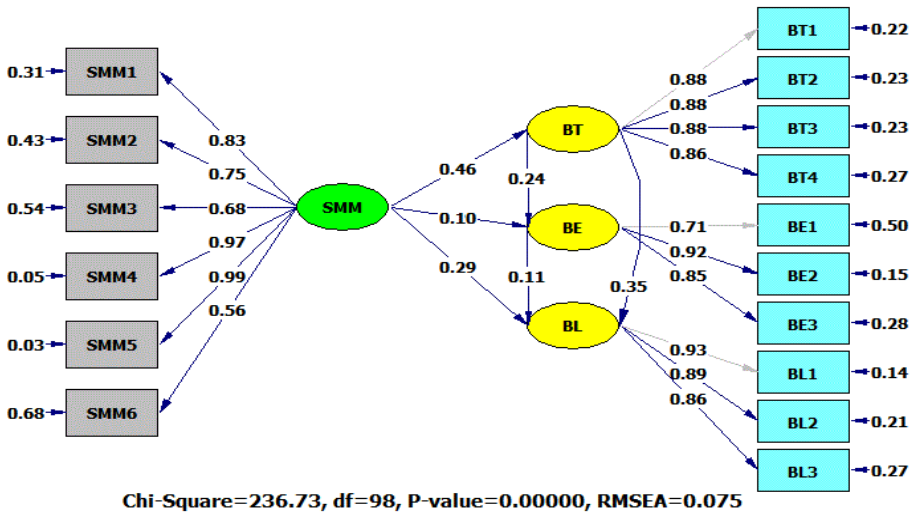 0.31 SMM1
0.43 SMM2
0.54 SMM3
0.05 SMM4
0.03 SMM5
0.68 SMM6
0.83
0.75
0.68
0.97
0.99
0.56
SMM
0.46
0.10
0.29
BT
0.24
BE
0.11
BL
0.35
0.88
0.88
0.88
0.86
0.71
0.92
0.85
0.93
0.89
0.86
BT1 0.22
BT2 0.23
BT3 0.23
BT4 0.27
BE1 0.50
BE2 0.15
BE3 0.28
BL1 0.14
BL2 0.21
BL3 0.27
Chi-Square=236.73, df=98, P-value=0.00000, RMSEA=0.075